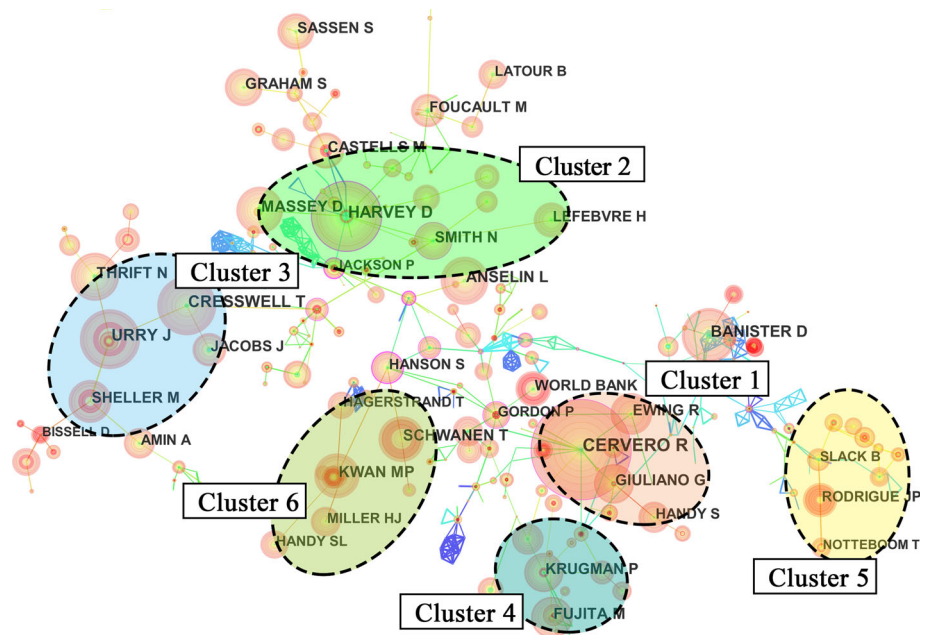 SASSEN S
LATOUR B
GRAHAM S
FOUCAULT M
CASTELLS M
Cluster 2
MASSEY D
HARVEY D
LEFEBVRE H
SMITH N
Cluster 3
JACKSON P
THRIFT N
ANSELIN L
CRESSWELL T
URRY J
BANISTER D
JACOBS J
HANSON S
Cluster 1
WORLD BANK
SHELLER M
HAGERSTRAND T
GORDON P
EWING R
BISSELL D
AMIN A
SCHWANEN T
CERVERO R
SLACK B
KWAN MP
GIULIANO G
Cluster 6
RODRIGUE JP
MILLER HJ
HANDY S
HANDY SL
NOTTEBOOM T
KRUGMAN P
Cluster 5
Cluster 4
FUJITA M